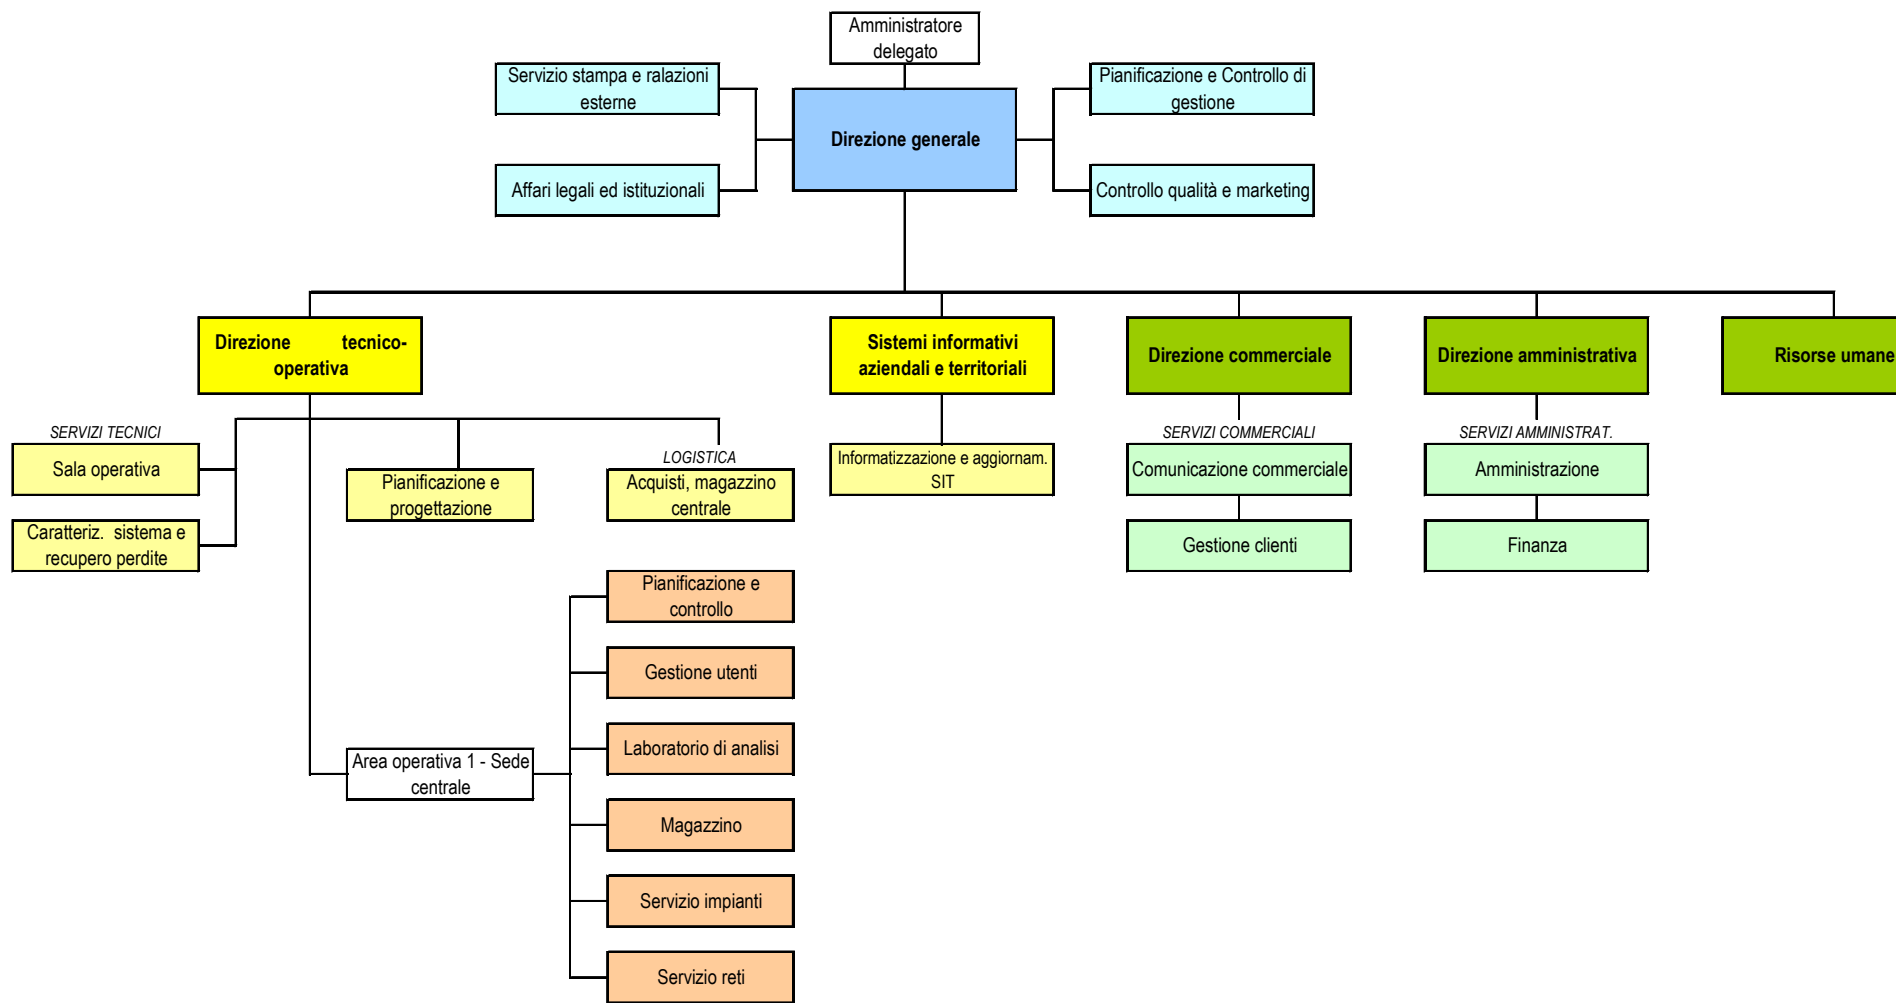 Amministratore
delegato
Servizio stampa e ralazioni
esterne
Pianificazione e Controllo di
gestione
Direzione generale
Affari legali ed istituzionali
Controllo qualità e marketing
Direzione tecnico-
operativa
Sistemi informativi
aziendali e territoriali
Direzione commerciale
Direzione amministrativa
Risorse umane
SERVIZI TECNICI
Sala operativa
Caratteriz. sistema e
recupero perdite
Pianificazione e
progettazione
LOGISTICA
Acquisti, magazzino
centrale
Informatizzazione e aggiornam.
SIT
SERVIZI COMMERCIALI
Comunicazione commerciale
Gestione clienti
SERVIZI AMMINISTRAT.
Amministrazione
Finanza
Area operativa 1 - Sede
centrale
Pianificazione e
controllo
Gestione utenti
Laboratorio di analisi
Magazzino
Servizio impianti
Servizio reti